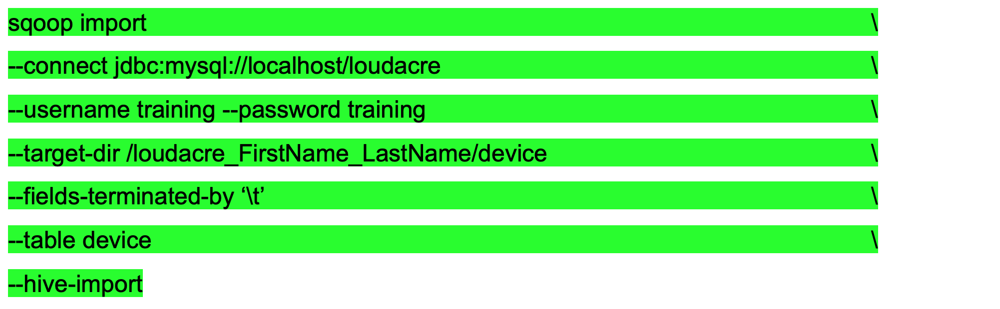 sqoop import \
--connect jdbc:mysql://localhost/loudacre \
--username training --password training \
--target-dir /loudacre_FirstName_LastName/device \
--fields-terminated-by ‘\t’ \
--table device \
--hive-import